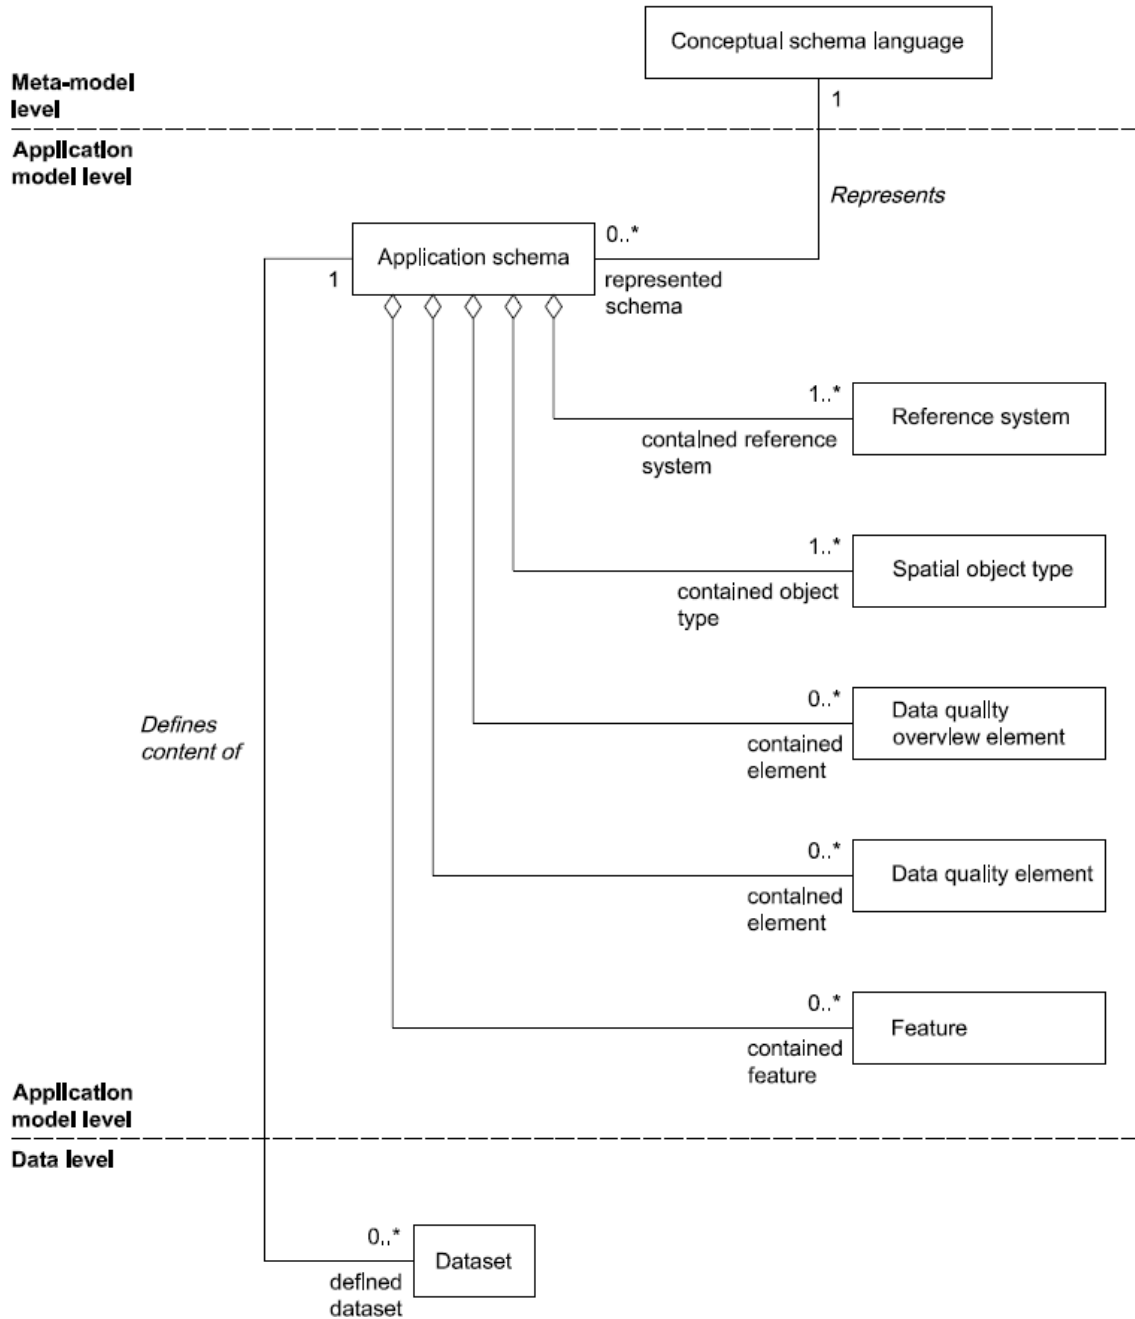 Conceptual schema language
Meta-model
level
1
Application
model level
Represents
0..*
Application schema
1
represented
schema
1..*
Reference system
contained reference
system
1..*
Spatial object type
contained object
type
0..*
Data quality
overview element
contained
element
Defines
content of
0..*
Data quality element
contained
element
0..*
Feature
contained
feature
Application
model level
Data level
0..*
Dataset
defined
dataset